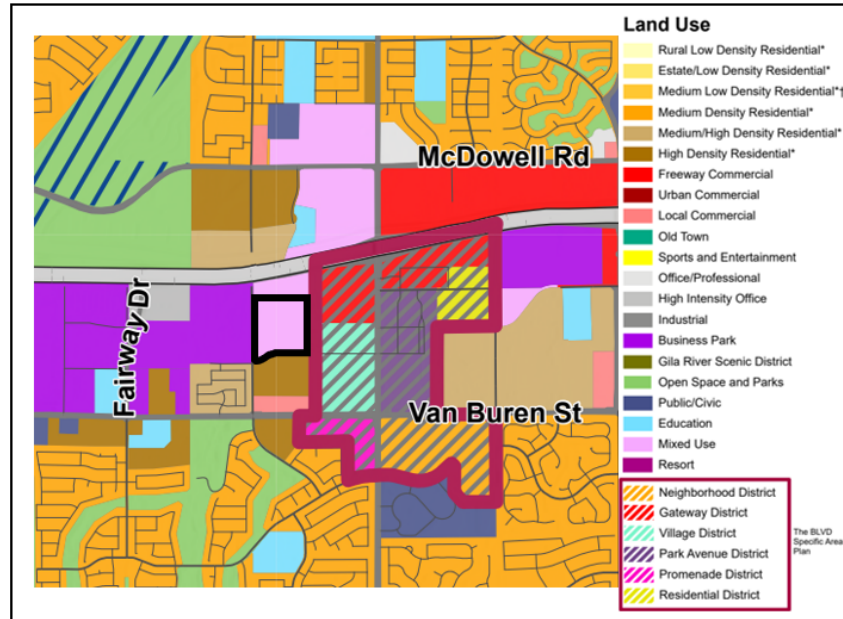 Land Use
Rural Low Density Residential*
Estate/Low Density Residential*
Medium Low Density Residential*†
Medium Density Residential*
Medium/High Density Residential*
High Density Residential*
Freeway Commercial
Urban Commercial
Local Commercial
Old Town
Sports and Entertainment
Office/Professional
High Intensity Office
Industrial
Business Park
Gila River Scenic District
Open Space and Parks
Public/Civic
Education
Mixed Use
Resort
Neighborhood District
Gateway District
Village District
Park Avenue District
Promenade District
Residential District
The BLVD
Specific Area
Plan
McDowell Rd
Fairway Dr
Van Buren St